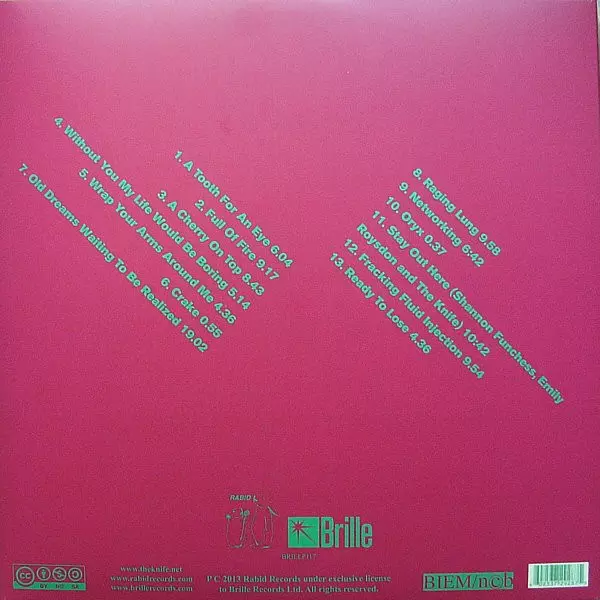 1. A Tooth For An Eye 6:04
2. Full Of Fire 9.17
3. A Cherry On Top 8:43
4. Without You My Life Would Be Boring 5.14
5. Wrap Your Arms Around Me 4.36
6. Crake 0:55
7. Old Dreams Waiting To Be Realized 19.02
8. Raging Lung 9.58
9. Networking 6:42
10. Oryx 0.37
11. Stay Out Here (Shannon Funchess, Emily
Roysdon and The Knife) 10:42
12. Fracking Fluid Injection 9.54
13. Ready To Lose 4.36
RABID
Brille
BRILLP117
cc
BY NC SA
www.theknife.net
www.rabidrecords.com
www.brillerecords.com
P C 2013 Rabid Records under exclusive license
to Brille Records Ltd. All rights reserved.
BIEM/ncb